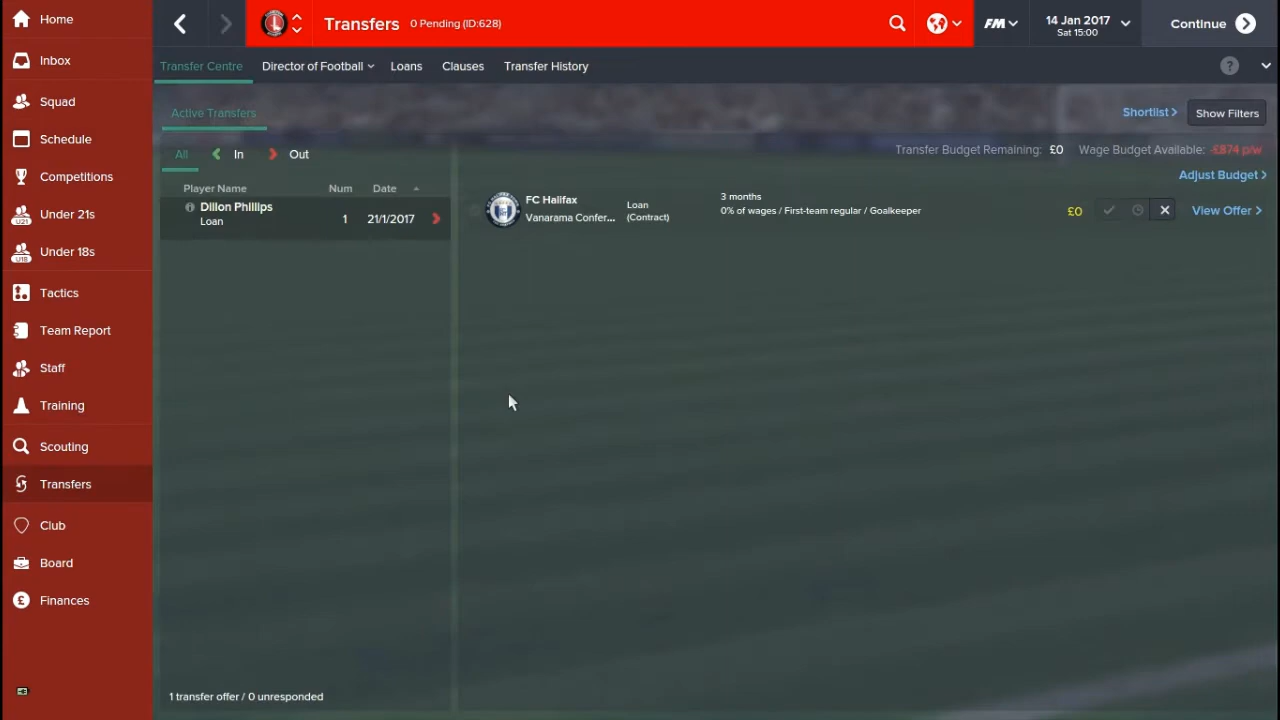 Home
Inbox
Squad
Schedule
Competitions
U21
Under 21s
U18
Under 18s
Tactics
Team Report
Staff
Training
Scouting
Transfers
Club
Board
£ Finances
Transfers 0 Pending (ID:628)
FM
14 Jan 2017
Sat 15:00
Continue
Transfer Centre Director of Football Loans Clauses Transfer History
?
Active Transfers
Shortlist > Show Filters
All In Out
Transfer Budget Remaining: £0 Wage Budget Available: -£874 p/w
Adjust Budget >
Player Name Num Date
Dillon Phillips
Loan
1 21/1/2017
FC Halifax
Vanarama Confer...
Loan
(Contract)
3 months
0% of wages / First-team regular / Goalkeeper
£0
View Offer >
1 transfer offer / 0 unresponded